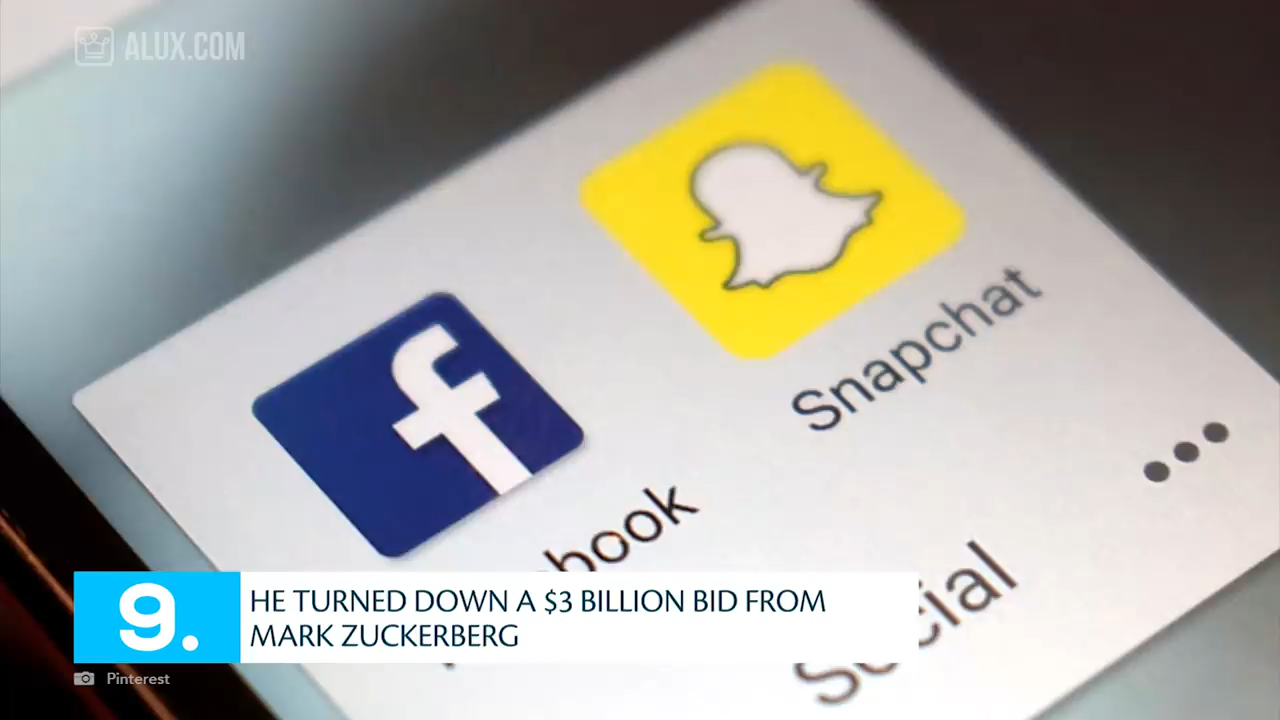 ALUX.COM
Snapchat
book
Social
9.
HE TURNED DOWN A $3 BILLION BID FROM
MARK ZUCKERBERG
Pinterest